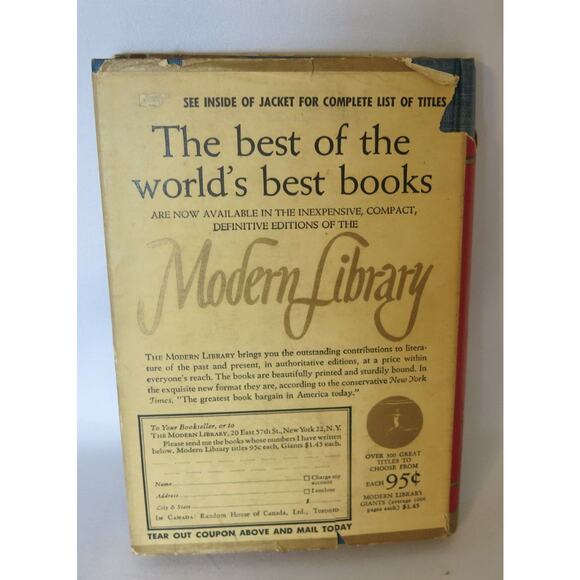 SEE INSIDE OF JACKET FOR COMPLETE LIST OF TITLES
The best of the
world's best books
ARE NOW AVAILABLE IN THE INEXPENSIVE, COMPACT,
DEFINITIVE EDITIONS OF THE
Modern Library
THE MODERN LIBRARY brings you the outstanding contributions to litera-
ture of the past and present, in authoritative editions, at a price within
everyone's reach. The books are beautifully printed and sturdily bound. In
the exquisite new format they are, according to the conservative New York
Times, "The greatest book bargain in America today."
To Your Bookseller, or to
THE MODERN LIBRARY, 20 East 57th St., New York 22, N.Y.
Please send me the books whose numbers I have written
below. Modern Library titles 95c each, Giants $1.45 each.
Name
Charge my
account
Address
I enclose
City & State
$
IN CANADA: Random House of Canada, Ltd., Toronto
TEAR OUT COUPON ABOVE AND MAIL TODAY
OVER 300 GREAT
TITLES TO
CHOOSE FROM
EACH 95¢
MODERN LIBRARY
GIANTS (average 1000
pages each) $1.45